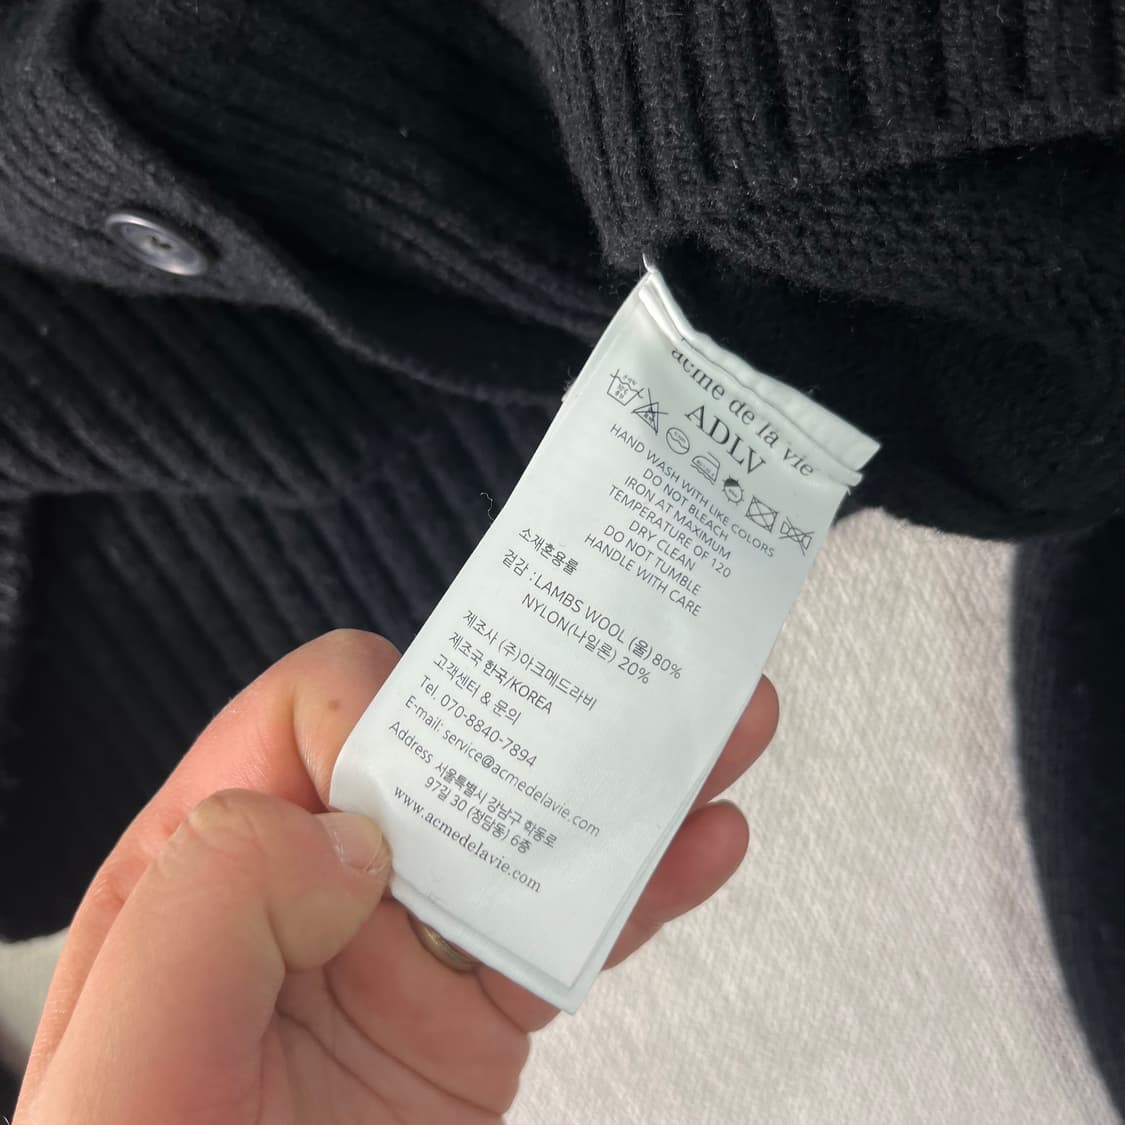 acme de la vie
ADLV
HAND WASH WITH LIKE COLORS
DO NOT BLEACH
IRON AT MAXIMUM
TEMPERATURE OF 120
DRY CLEAN
DO NOT TUMBLE
HANDLE WITH CARE
소재혼용률
겉감 : LAMBS WOOL (울) 80%
NYLON(나일론) 20%
제조사 (주)아크메드라비
제조국 한국/KOREA
고객센터 & 문의
Tel. 070-8840-7894
E-mail: service@acmedelavie.com
Address 서울특별시 강남구 학동로
97길 30 (청담동) 6층
www.acmedelavie.com